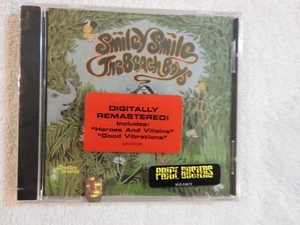 Smiley Smile
The Beach Boys
DIGITALLY
REMASTERED!
Includes:
"Heroes And Villains"
"Good Vibrations"
PRICE BUSTERS